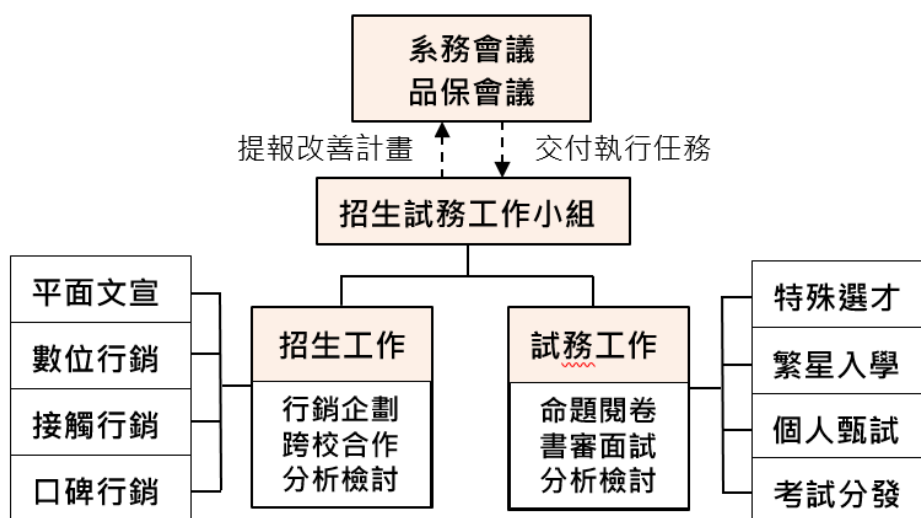 系務會議
品保會議
提報改善計畫
交付執行任務
招生試務工作小組
平面文宣
數位行銷
接觸行銷
口碑行銷
招生工作
行銷企劃
跨校合作
分析檢討
試務工作
命題閱卷
書審面試
分析檢討
特殊選才
繁星入學
個人甄試
考試分發